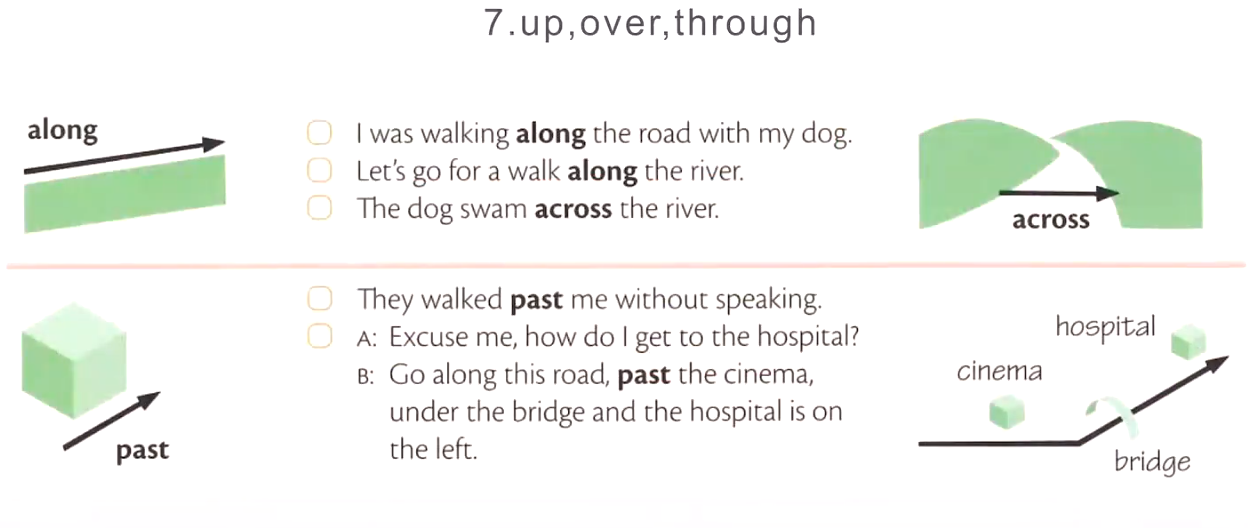 7.up,over,through
along
I was walking along the road with my dog.
Let's go for a walk along the river.
The dog swam across the river.
across
They walked past me without speaking.
A: Excuse me, how do I get to the hospital?
B: Go along this road, past the cinema,
under the bridge and the hospital is on
the left.
past
hospital
cinema
bridge